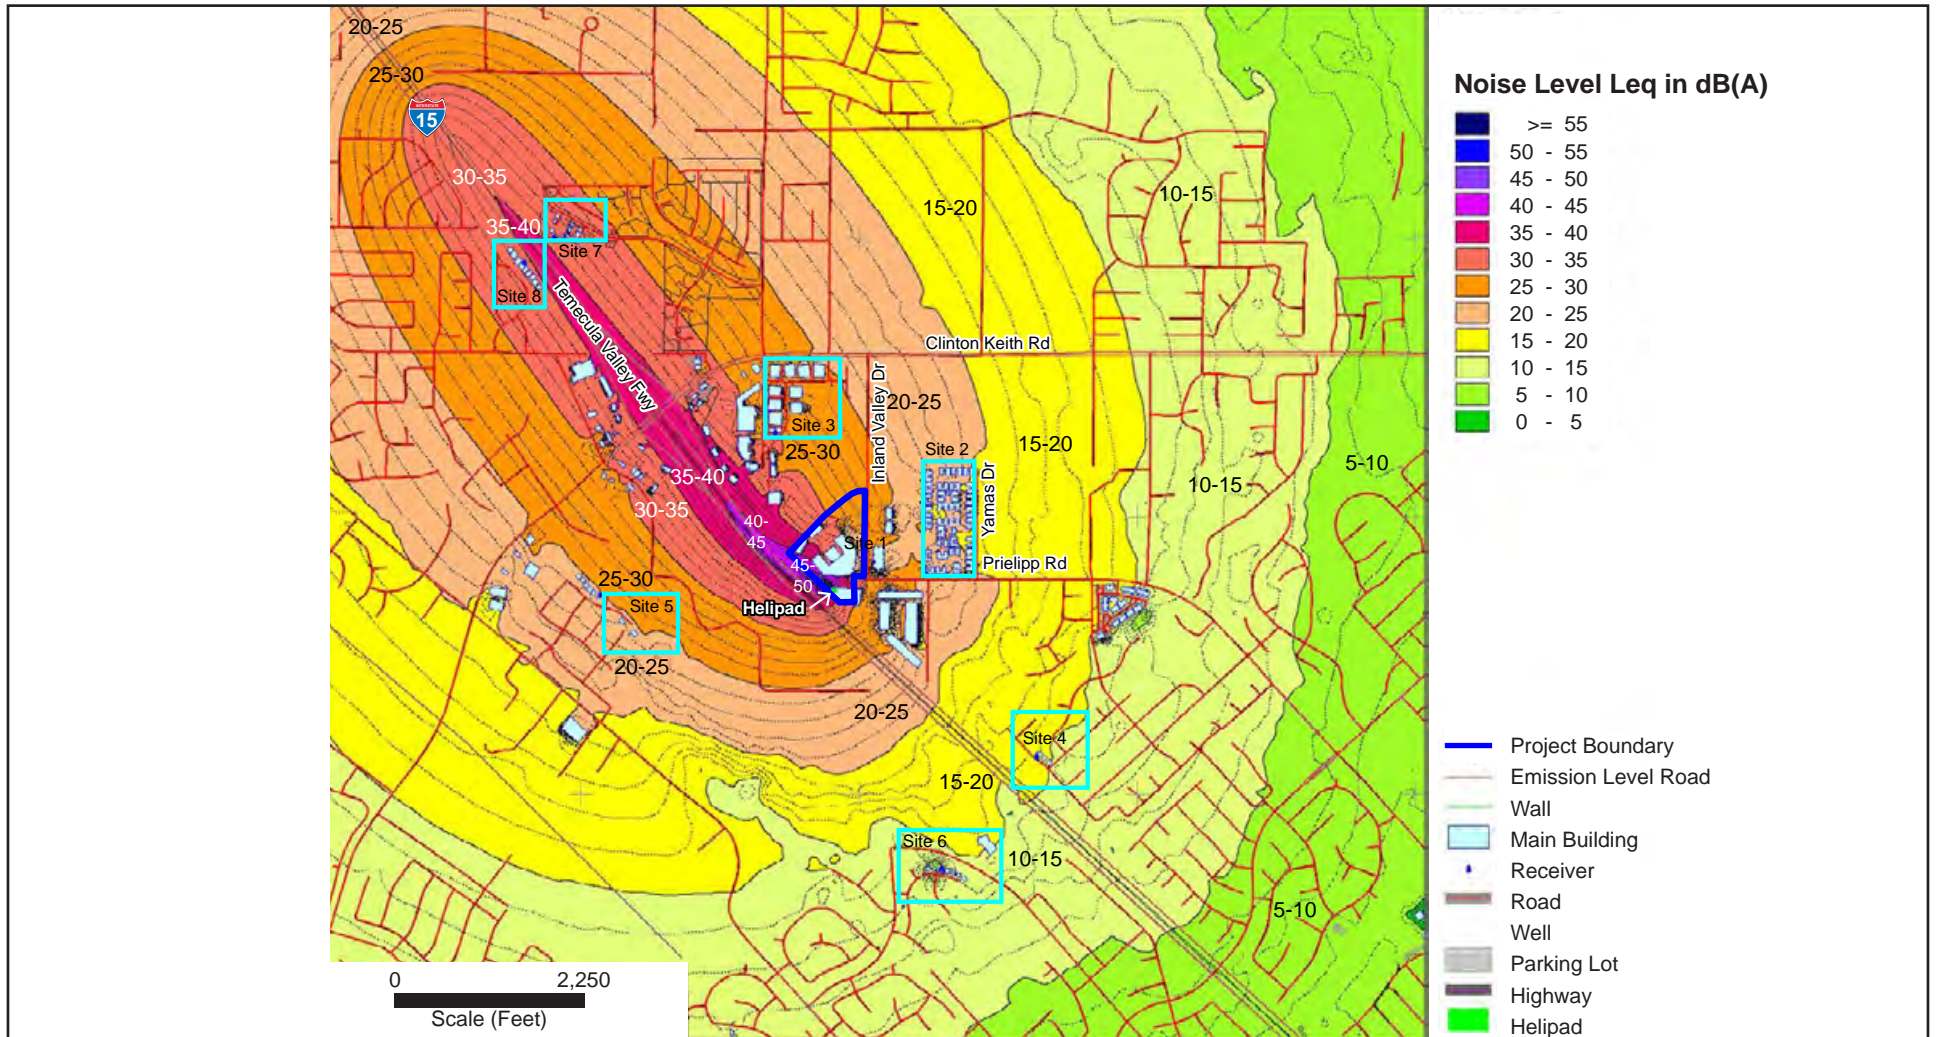 20-25
25-30
INTERSTATE
15
30-35
35-40
Site 7
Site 8
Temecula Valley Fwy
15-20
10-15
Clinton Keith Rd
Inland Valley Dr
20-25
Site 3
25-30
15-20
Site 2
Yamas Dr
5-10
10-15
35-40
30-35
40-
45
Site 1
45-
50
Prielipp Rd
Helipad
25-30
Site 5
20-25
20-25
Site 4
15-20
Site 6
10-15
5-10
0 2,250
Scale (Feet)
Noise Level Leq in dB(A)
>= 55
50 - 55
45 - 50
40 - 45
35 - 40
30 - 35
25 - 30
20 - 25
15 - 20
10 - 15
5 - 10
0 - 5
Project Boundary
Emission Level Road
Wall
Main Building
Receiver
Road
Well
Parking Lot
Highway
Helipad